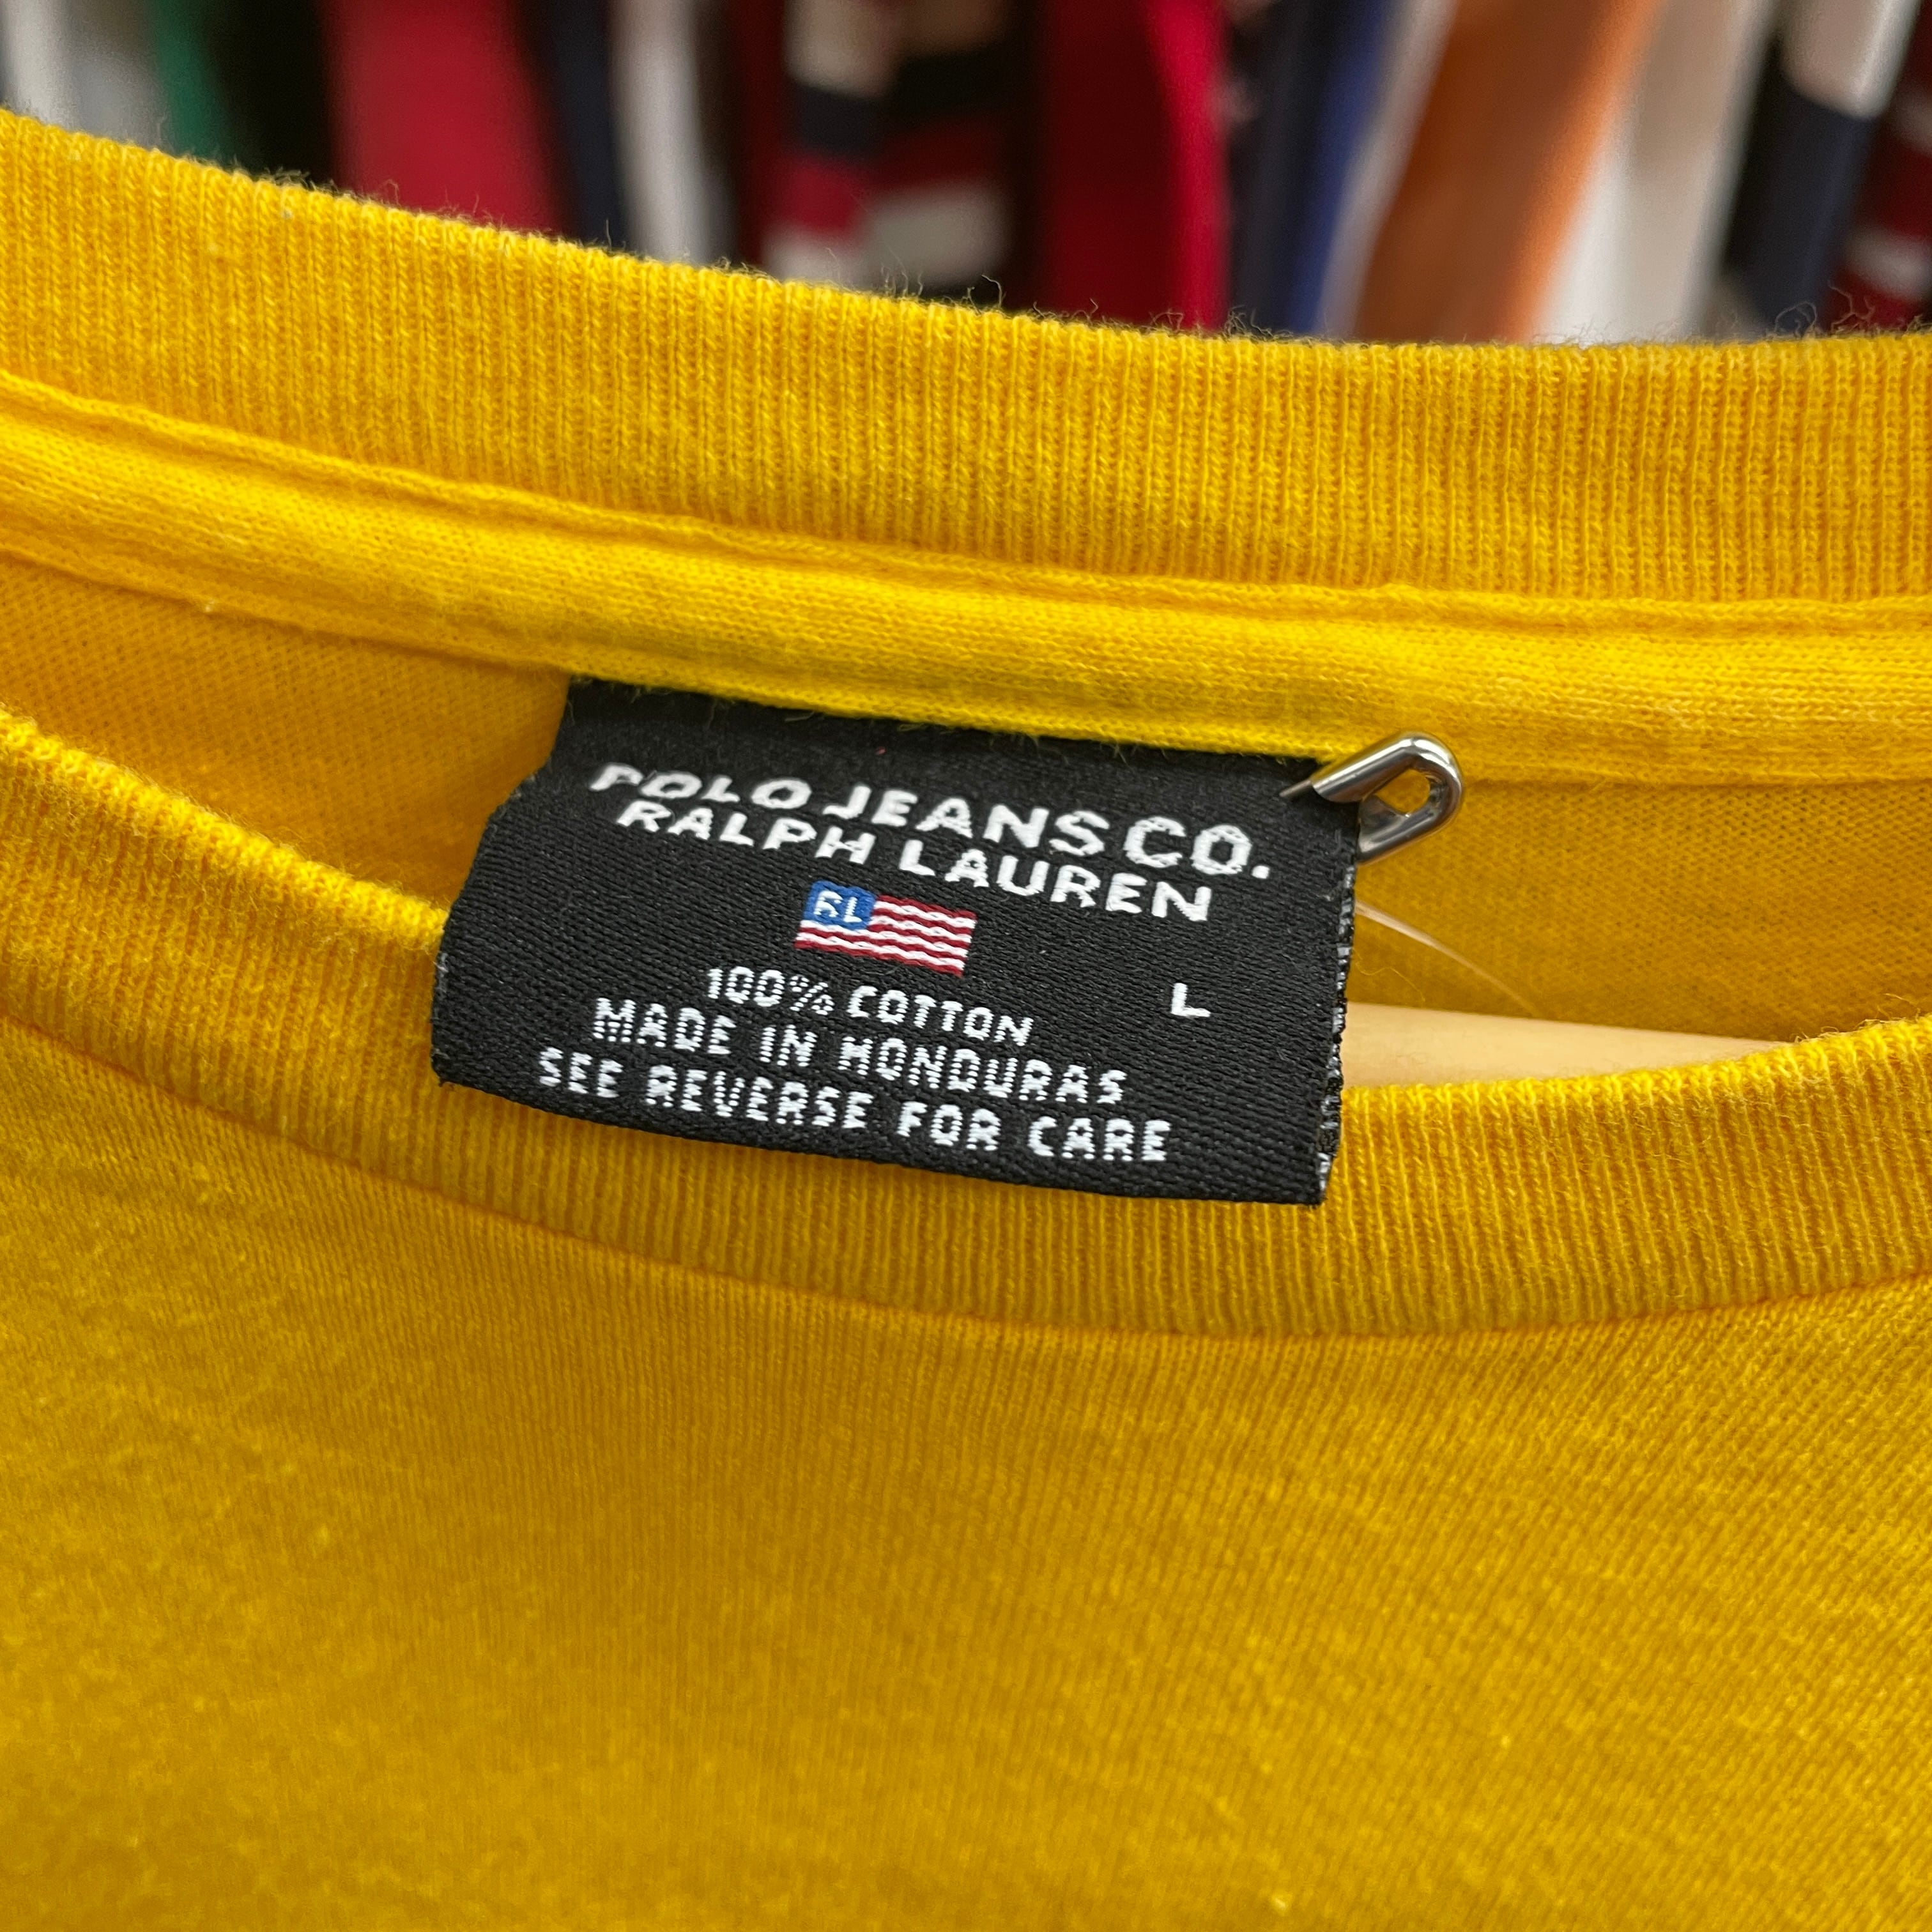 POLO JEANS CO.
RALPH LAUREN
RL
100% COTTON
L
MADE IN HONDURAS
SEE REVERSE FOR CARE